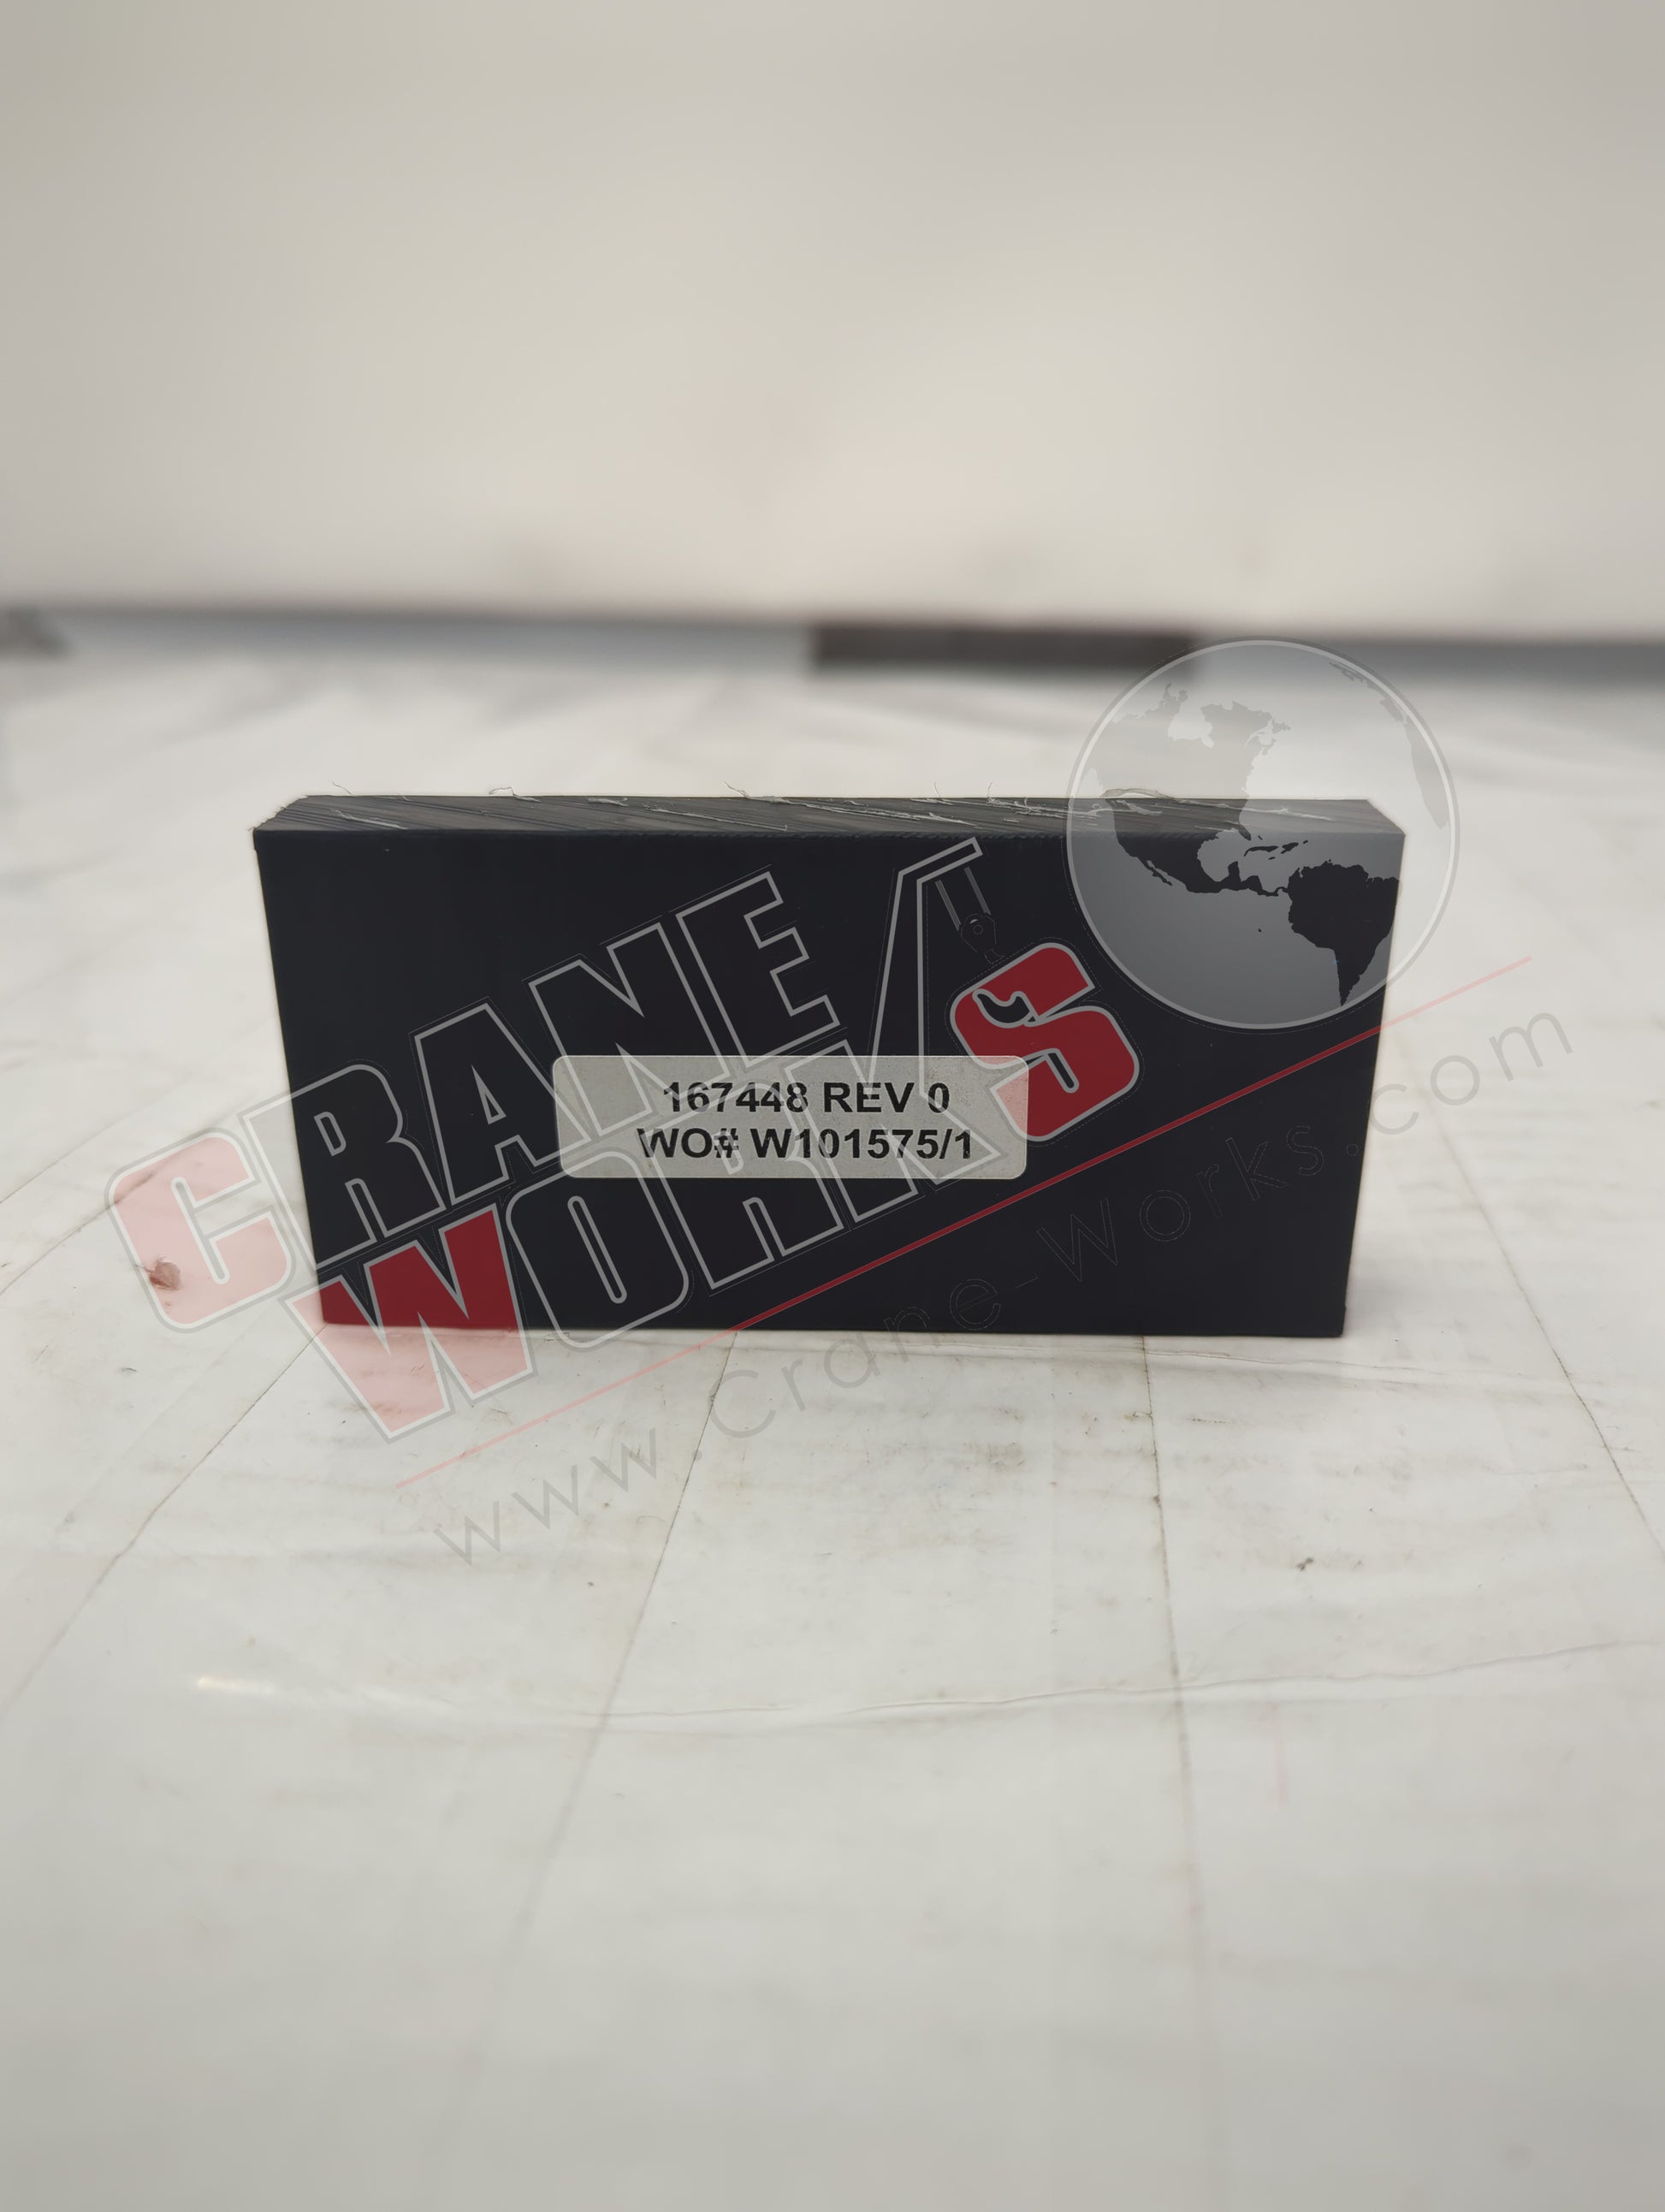 CRANE
WORKS
167448 REV 0
WO# W101575/1
www.Crane-Works.com